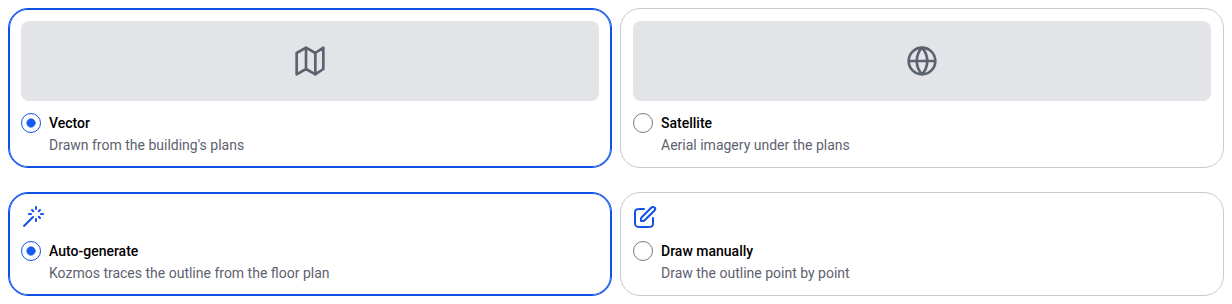 Vector
Drawn from the building's plans
Satellite
Aerial imagery under the plans
Auto-generate
Kozmos traces the outline from the floor plan
Draw manually
Draw the outline point by point